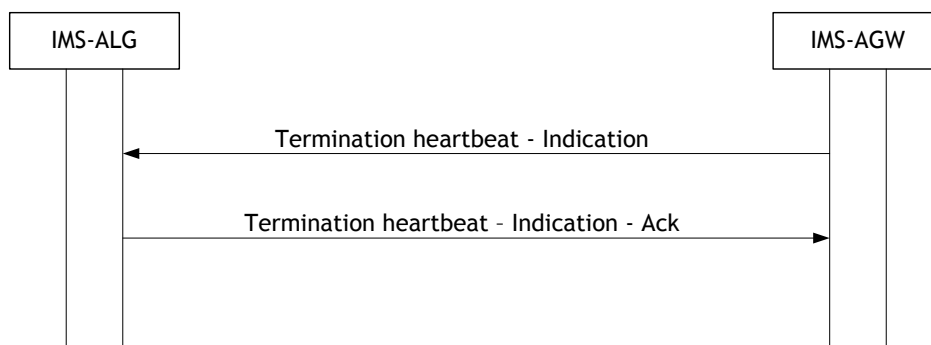 IMS-ALG
IMS-AGW
Termination heartbeat - Indication
Termination heartbeat – Indication - Ack